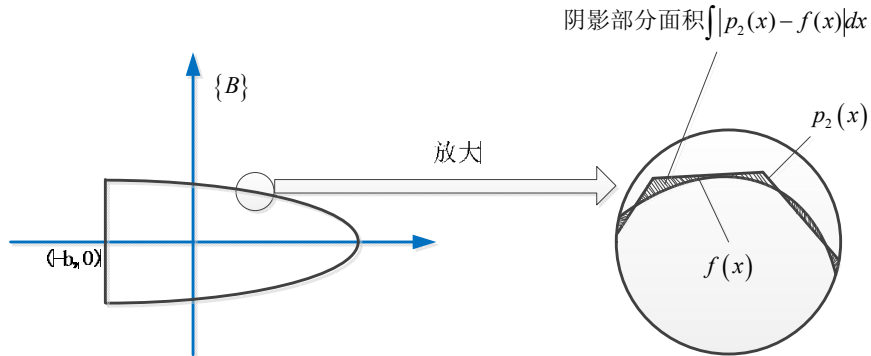 阴影部分面积∫|p₂(x)−f(x)|dx
{B}
p₂(x)
放大
(-b,0)
f(x)